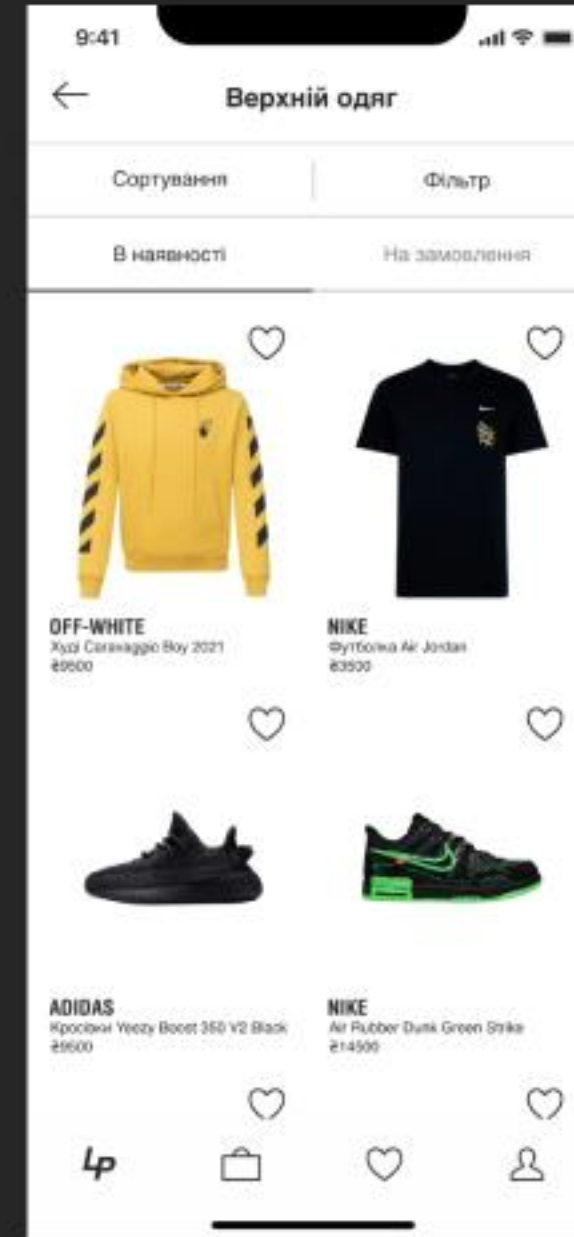 9:41
Верхній одяг
Сортування
Фільтр
В наявності
На замовлення
OFF-WHITE
Худі Caravaggio Boy 2021
₴9500
NIKE
Футболка Air Jordan
₴3500
ADIDAS
Кросівки Yeezy Boost 350 V2 Black
₴9500
NIKE
Air Rubber Dunk Green Strike
₴14500
LP